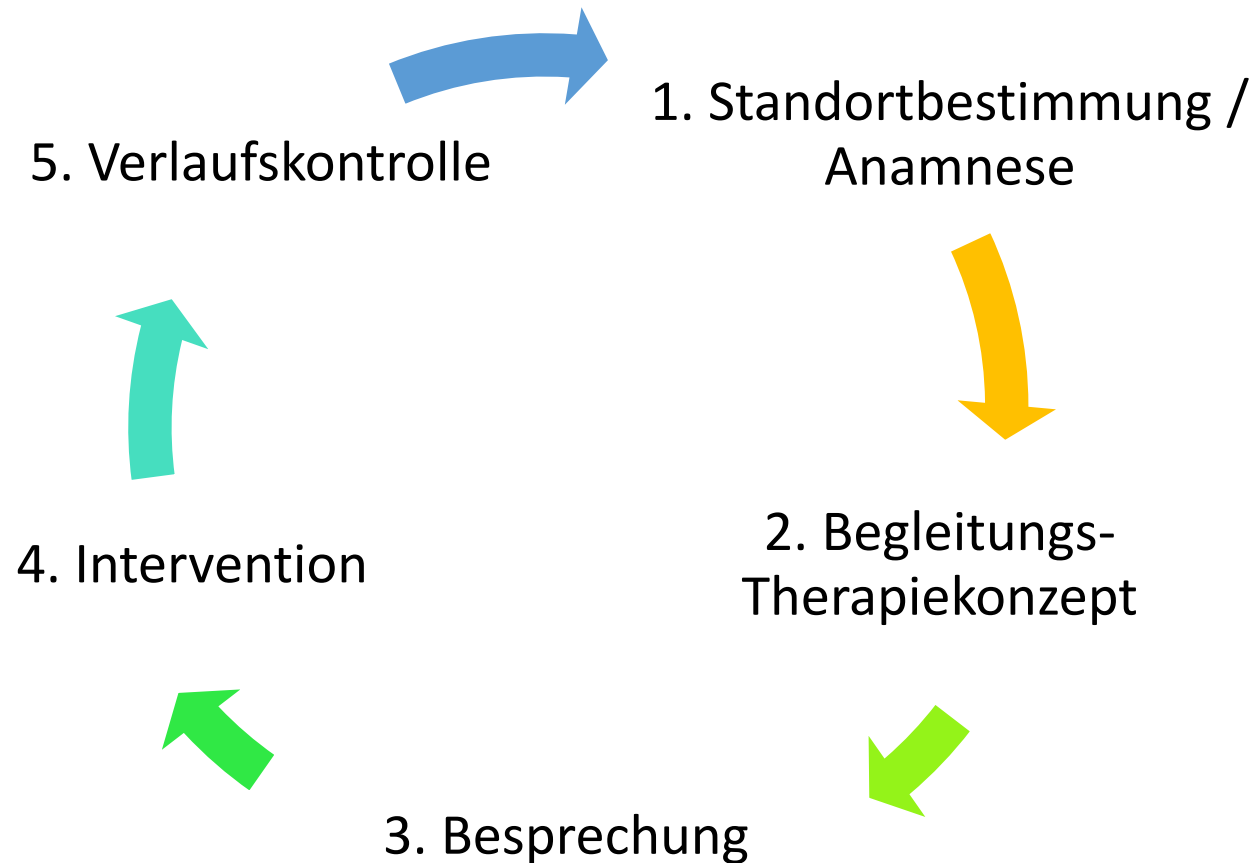 1. Standortbestimmung /
Anamnese
2. Begleitungs-
Therapiekonzept
3. Besprechung
4. Intervention
5. Verlaufskontrolle